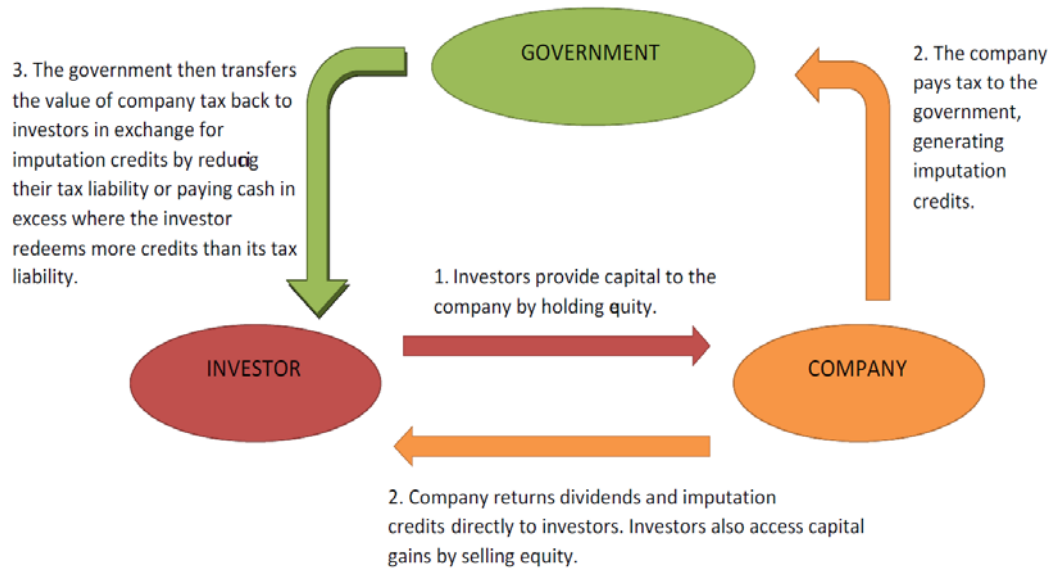 GOVERNMENT
3. The government then transfers
the value of company tax back to
investors in exchange for
imputation credits by reducig
their tax liability or paying cash in
excess where the investor
redeems more credits than its tax
liability.
2. The company
pays tax to the
government,
generating
imputation
credits.
1. Investors provide capital to the
company by holding equity.
INVESTOR
COMPANY
2. Company returns dividends and imputation
credits directly to investors. Investors also access capital
gains by selling equity.